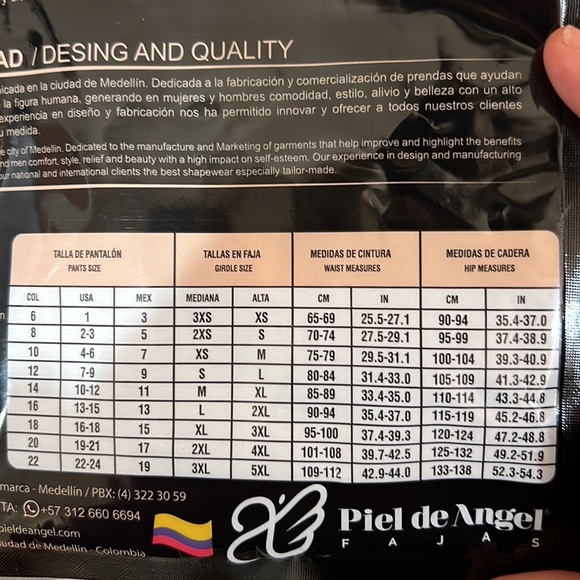 AD / DESING AND QUALITY
icada en la ciudad de Medellín. Dedicada a la fabricación y comercialización de prendas que ayudan
la figura humana, generando en mujeres y hombres comodidad, estilo, alivio y belleza con un alto
experiencia en diseño y fabricación nos ha permitido innovar y ofrecer a todos nuestros clientes
u medida.
e city of Medellin. Dedicated to the manufacture and Marketing of garments that help improve and highlight the benefits
nd men comfort, style, relief and beauty with a high impact on self-esteem. Our experience in design and manufacturing
our national and international clients the best shapewear especially tailor-made.
TALLA DE PANTALÓN TALLAS EN FAJA MEDIDAS DE CINTURA MEDIDAS DE CADERA
PANTS SIZE GIRDLE SIZE WAIST MEASURES HIP MEASURES
COL USA MEX MEDIANA ALTA CM IN CM IN
6 1 3 3XS XS 65-69 25.5-27.1 90-94 35.4-37.0
8 2-3 5 2XS S 70-74 27.5-29.1 95-99 37.4-38.9
10 4-6 7 XS M 75-79 29.5-31.1 100-104 39.3-40.9
12 7-9 9 S L 80-84 31.4-33.0 105-109 41.3-42.9
14 10-12 11 M XL 85-89 33.4-35.0 110-114 43.3-44.8
16 13-15 13 L 2XL 90-94 35.4-37.0 115-119 45.2-46.8
18 16-18 15 XL 3XL 95-100 37.4-39.3 120-124 47.2-48.8
20 19-21 17 2XL 4XL 101-108 39.7-42.5 125-132 49.2-51.9
22 22-24 19 3XL 5XL 109-112 42.9-44.0 133-138 52.3-54.3
marca - Medellín / PBX: (4) 322 30 59
TA: +57 312 660 6694
pieldeangel.com
iudad de Medellín - Colombia
Piel de Angel
FAJAS